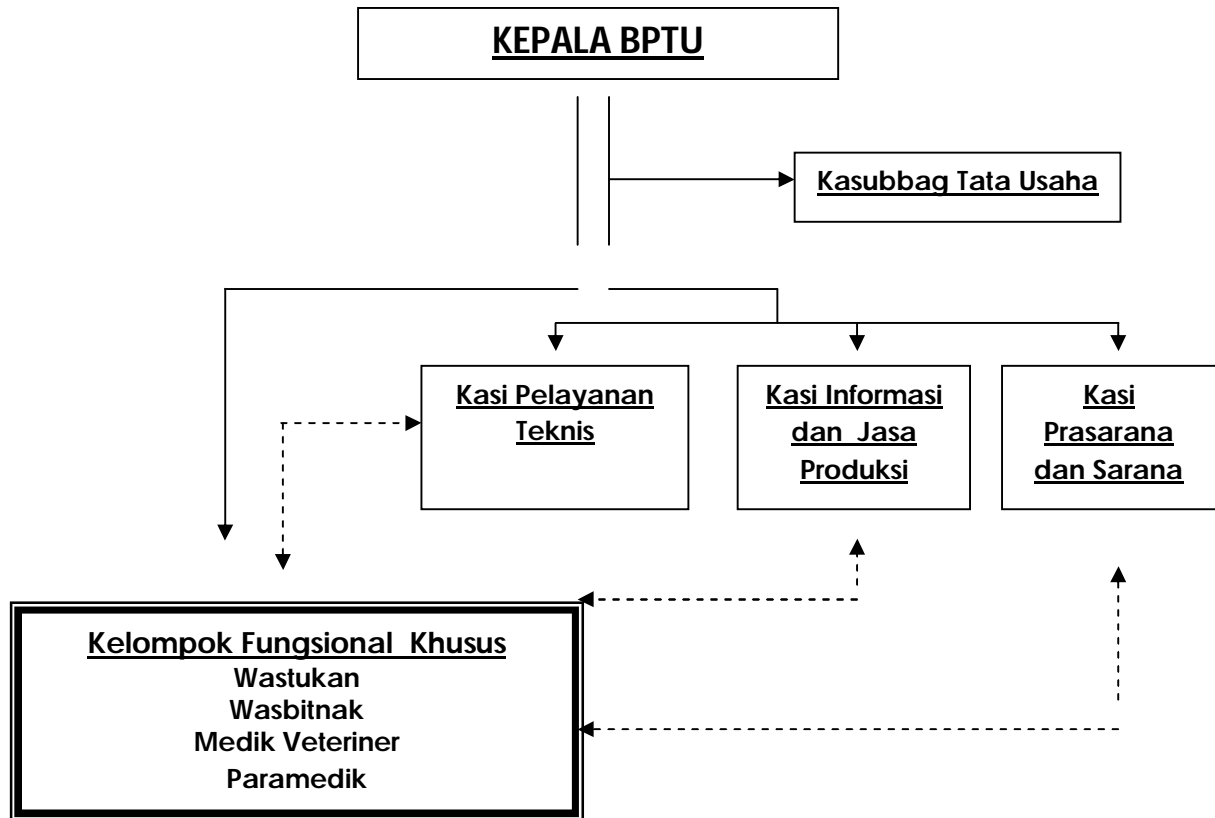 KEPALA BPTU
Kasubbag Tata Usaha
Kasi Pelayanan
Teknis
Kasi Informasi
dan Jasa
Produksi
Kasi
Prasarana
dan Sarana
Kelompok Fungsional Khusus
Wastukan
Wasbitnak
Medik Veteriner
Paramedik